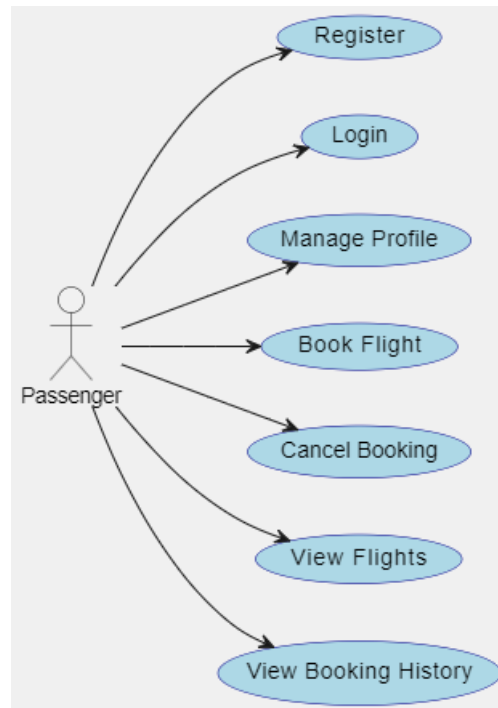 Register
Login
Manage Profile
Book Flight
Passenger
Cancel Booking
View Flights
View Booking History